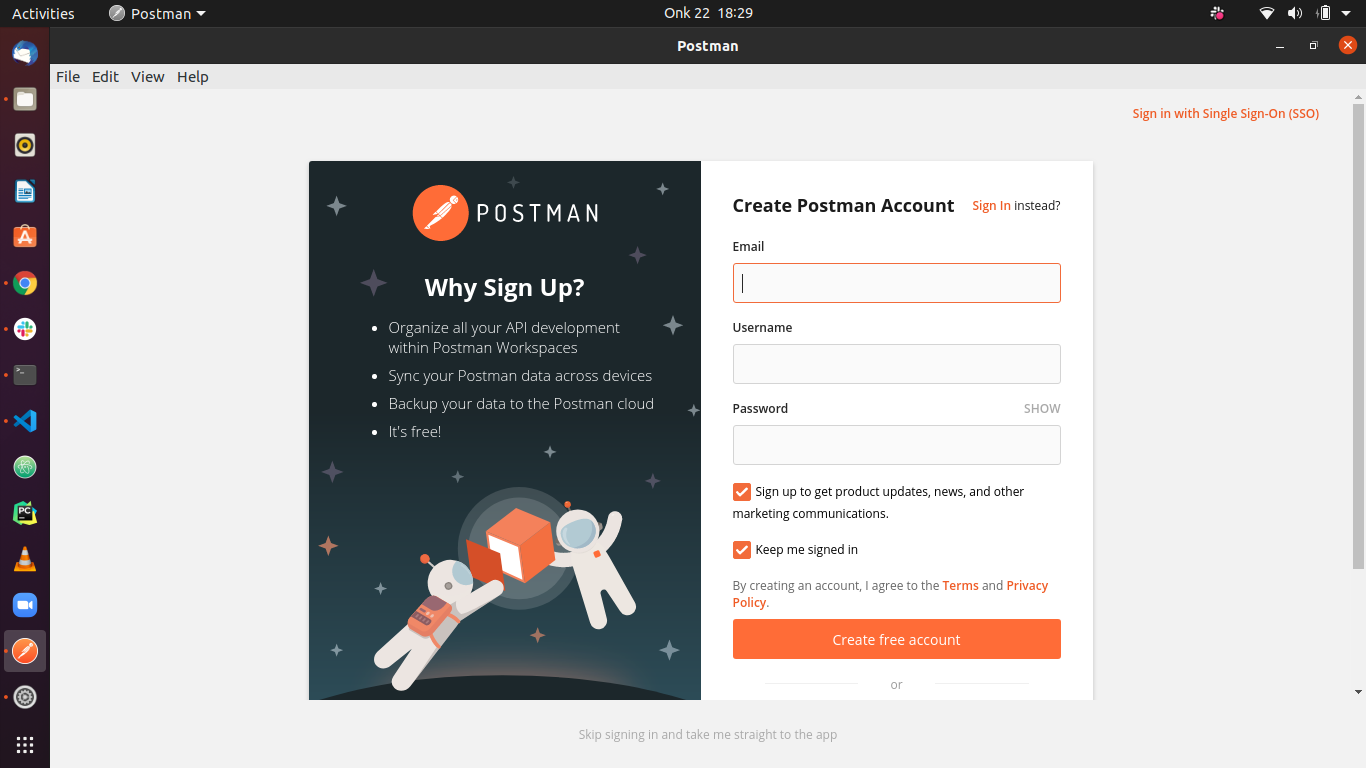 Activities
Postman
Onk 22 18:29
Postman
File Edit View Help
Sign in with Single Sign-On (SSO)
POSTMAN
Why Sign Up?
Organize all your API development
within Postman Workspaces
Sync your Postman data across devices
Backup your data to the Postman cloud
It's free!
Create Postman Account
Sign In instead?
Email
Username
Password
SHOW
Sign up to get product updates, news, and other
marketing communications.
Keep me signed in
By creating an account, I agree to the Terms and Privacy
Policy.
Create free account
or
Skip signing in and take me straight to the app
PC